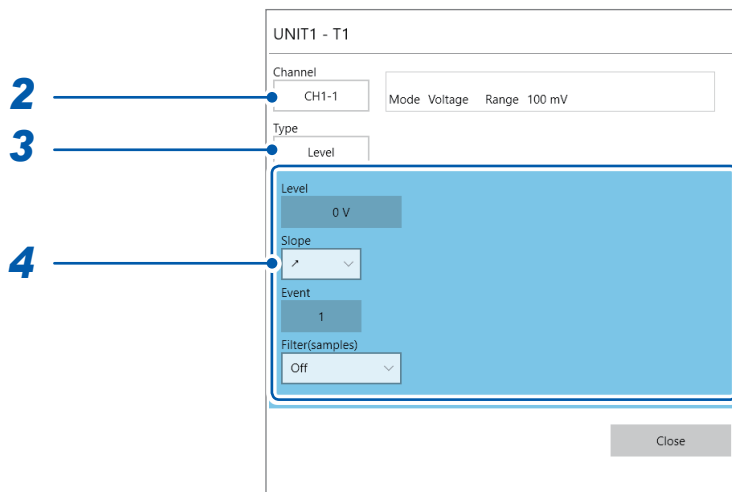 UNIT1 - T1
Channel
2
CH1-1
Mode Voltage Range 100 mV
Type
3
Level
Level
0 V
Slope
4
↗
Event
1
Filter(samples)
Off
Close